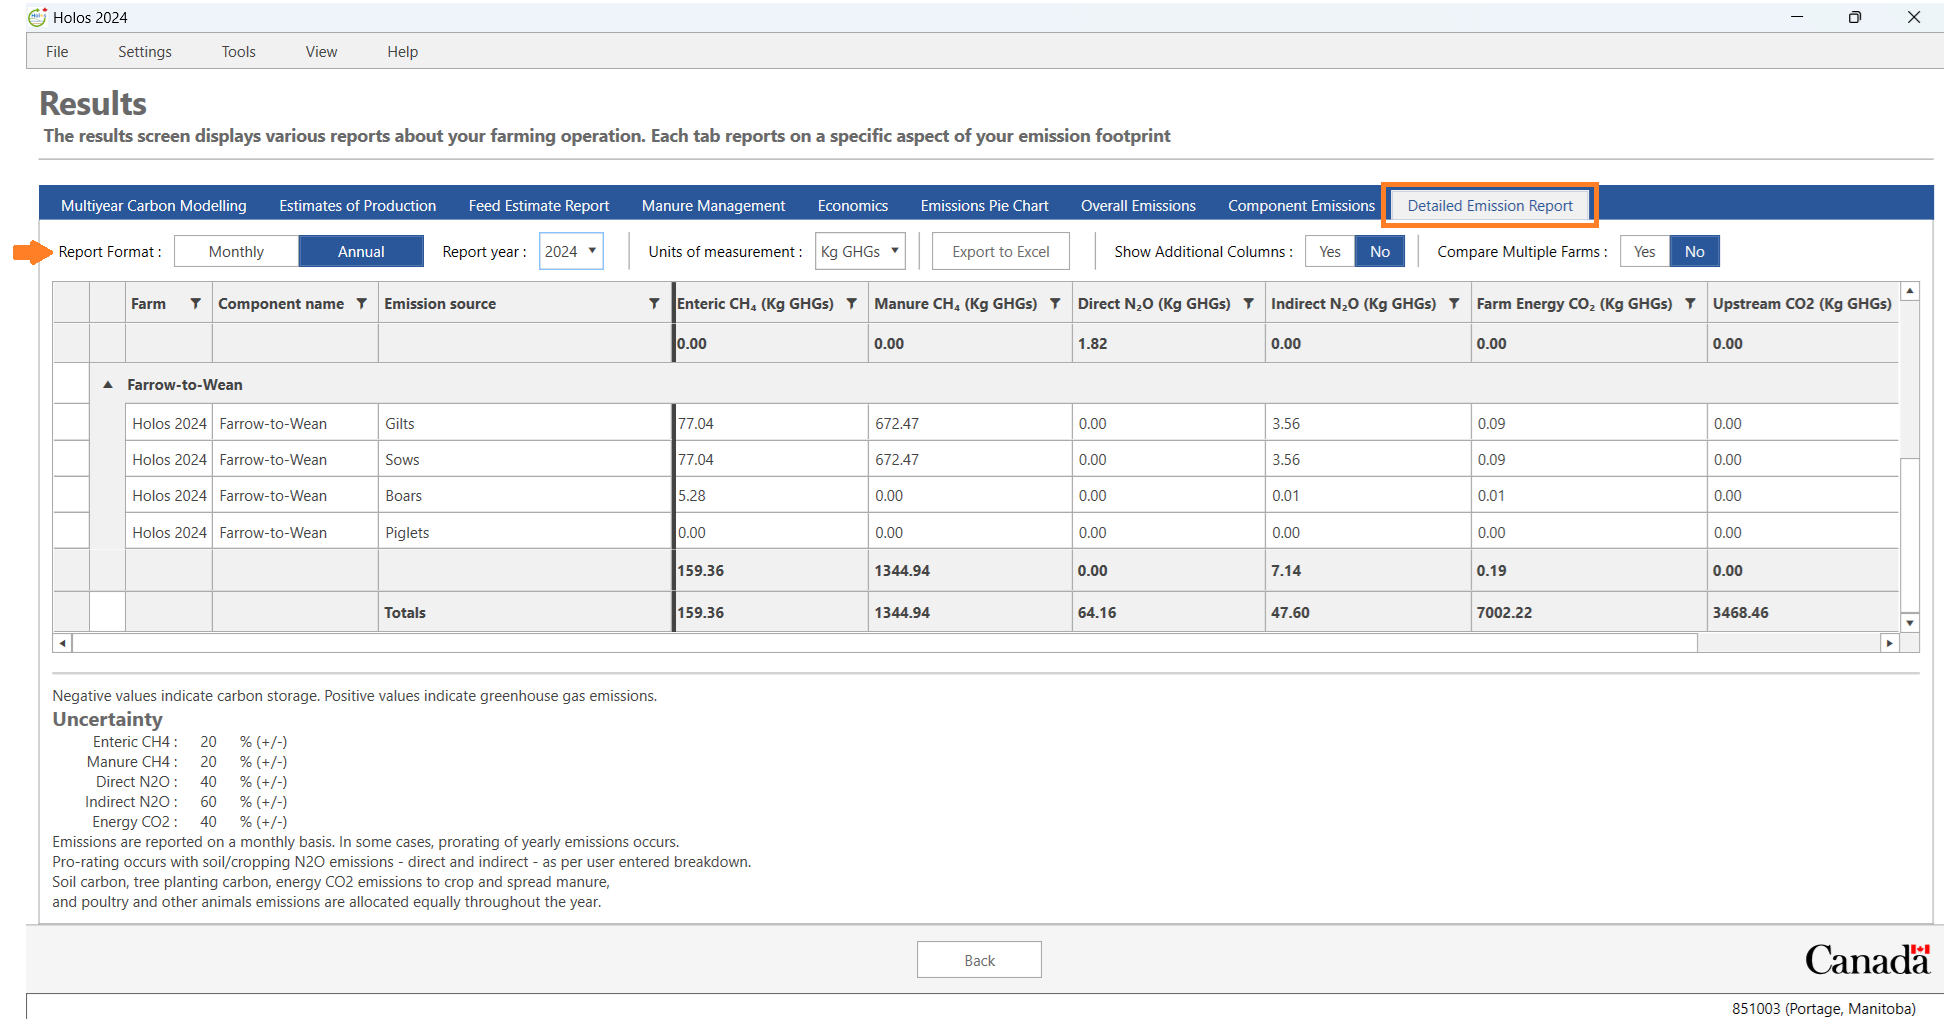 Holos 2024
File Settings Tools View Help
Results
The results screen displays various reports about your farming operation. Each tab reports on a specific aspect of your emission footprint
Multiyear Carbon Modelling Estimates of Production Feed Estimate Report Manure Management Economics Emissions Pie Chart Overall Emissions Component Emissions Detailed Emission Report
Report Format : Monthly Annual Report year : 2024 Units of measurement : Kg GHGs Export to Excel Show Additional Columns : Yes No Compare Multiple Farms : Yes No
Farm Component name Emission source Enteric CH₄ (Kg GHGs) Manure CH₄ (Kg GHGs) Direct N₂O (Kg GHGs) Indirect N₂O (Kg GHGs) Farm Energy CO₂ (Kg GHGs) Upstream CO2 (Kg GHGs)
0.00 0.00 1.82 0.00 0.00 0.00
Farrow-to-Wean
Holos 2024 Farrow-to-Wean Gilts 77.04 672.47 0.00 3.56 0.09 0.00
Holos 2024 Farrow-to-Wean Sows 77.04 672.47 0.00 3.56 0.09 0.00
Holos 2024 Farrow-to-Wean Boars 5.28 0.00 0.00 0.01 0.01 0.00
Holos 2024 Farrow-to-Wean Piglets 0.00 0.00 0.00 0.00 0.00 0.00
159.36 1344.94 0.00 7.14 0.19 0.00
Totals 159.36 1344.94 64.16 47.60 7002.22 3468.46
Negative values indicate carbon storage. Positive values indicate greenhouse gas emissions.
Uncertainty
Enteric CH4 : 20 % (+/-)
Manure CH4 : 20 % (+/-)
Direct N2O : 40 % (+/-)
Indirect N2O : 60 % (+/-)
Energy CO2 : 40 % (+/-)
Emissions are reported on a monthly basis. In some cases, prorating of yearly emissions occurs.
Pro-rating occurs with soil/cropping N2O emissions - direct and indirect - as per user entered breakdown.
Soil carbon, tree planting carbon, energy CO2 emissions to crop and spread manure,
and poultry and other animals emissions are allocated equally throughout the year.
Back
Canada
851003 (Portage, Manitoba)